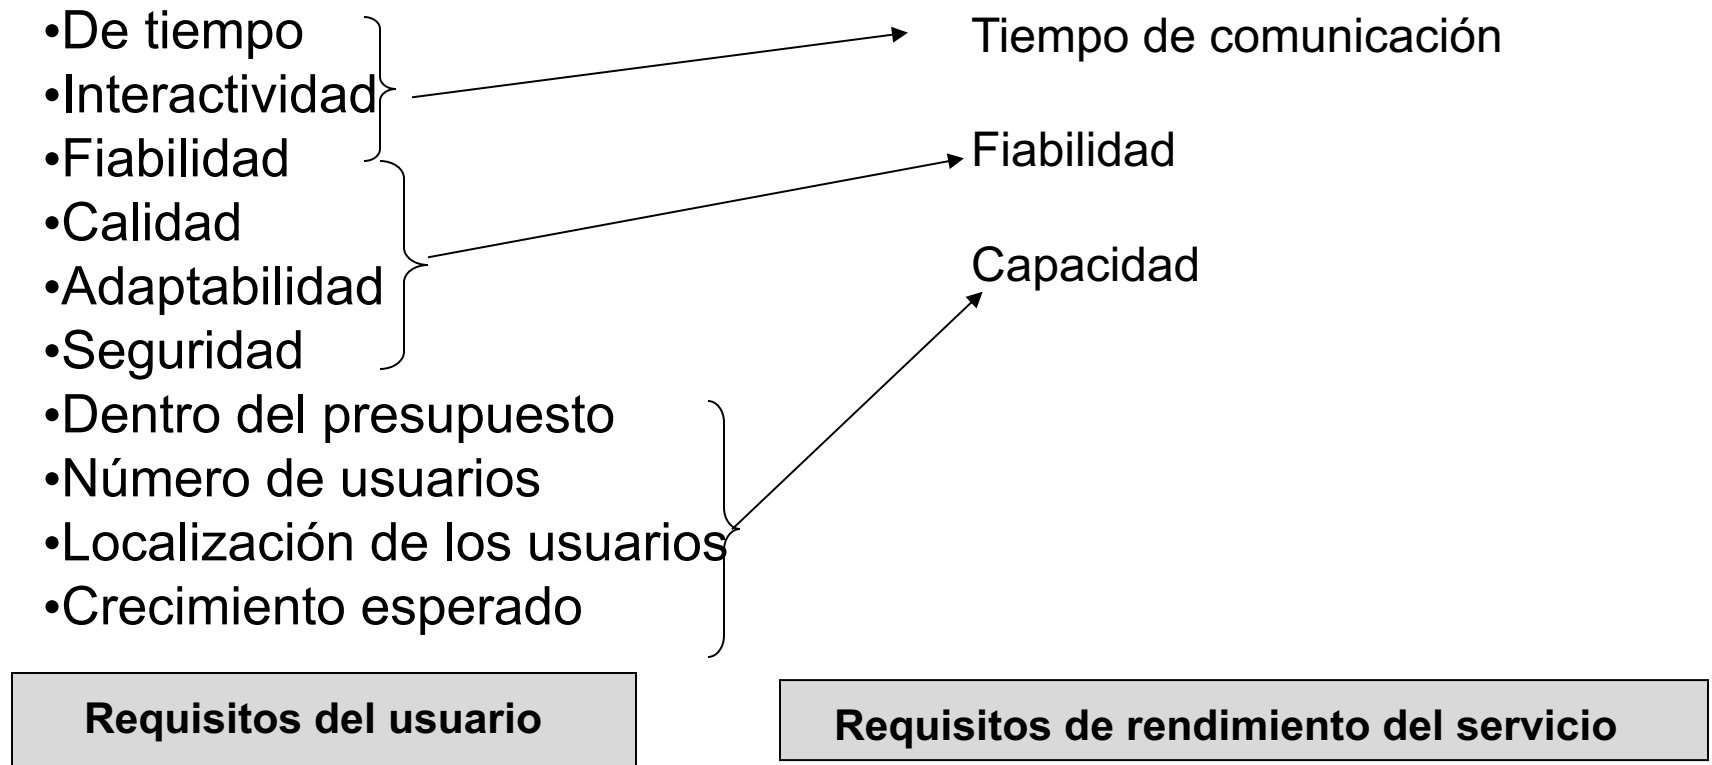 •De tiempo
•Interactividad
•Fiabilidad
•Calidad
•Adaptabilidad
•Seguridad
•Dentro del presupuesto
•Número de usuarios
•Localización de los usuarios
•Crecimiento esperado
Tiempo de comunicación
Fiabilidad
Capacidad
Requisitos del usuario
Requisitos de rendimiento del servicio